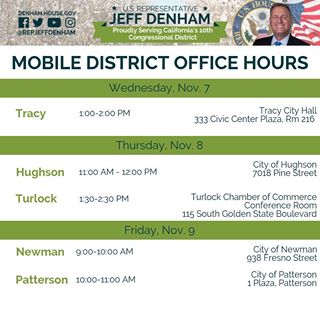 DENHAM.HOUSE.GOV
@REPJEFFDENHAM
U.S. REPRESENTATIVE
JEFF DENHAM
Proudly Serving California's 10th
Congressional District
MOBILE DISTRICT OFFICE HOURS
Wednesday, Nov. 7
Tracy 1:00-2:00 PM Tracy City Hall
333 Civic Center Plaza, Rm 216
Thursday, Nov. 8
Hughson 11:00 AM - 12:00 PM City of Hughson
7018 Pine Street
Turlock 1:30-2:30 PM Turlock Chamber of Commerce
Conference Room
115 South Golden State Boulevard
Friday, Nov. 9
Newman 9:00-10:00 AM City of Newman
938 Fresno Street
Patterson 10:00-11:00 AM City of Patterson
1 Plaza, Patterson